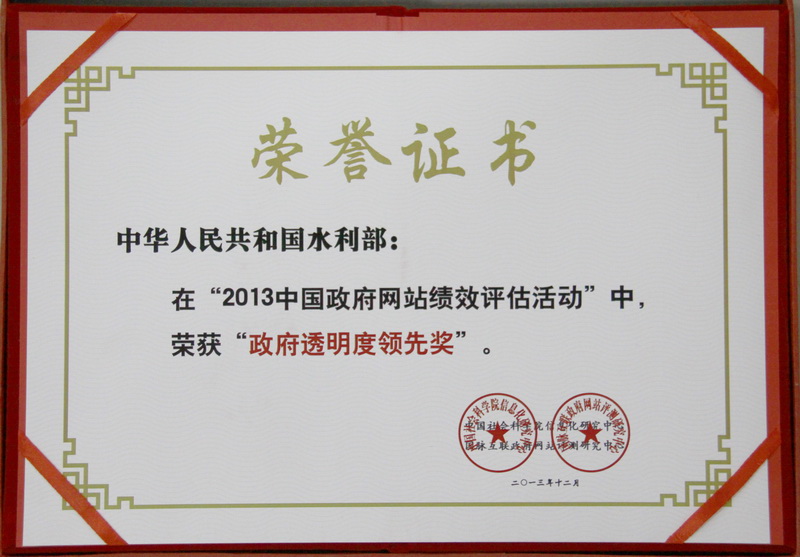 荣誉证书
中华人民共和国水利部：
在“2013中国政府网站绩效评估活动”中，
荣获“政府透明度领先奖”。
中国社会科学院信息化研究中心
国脉互联政府网站评测研究中心
二〇一三年十二月